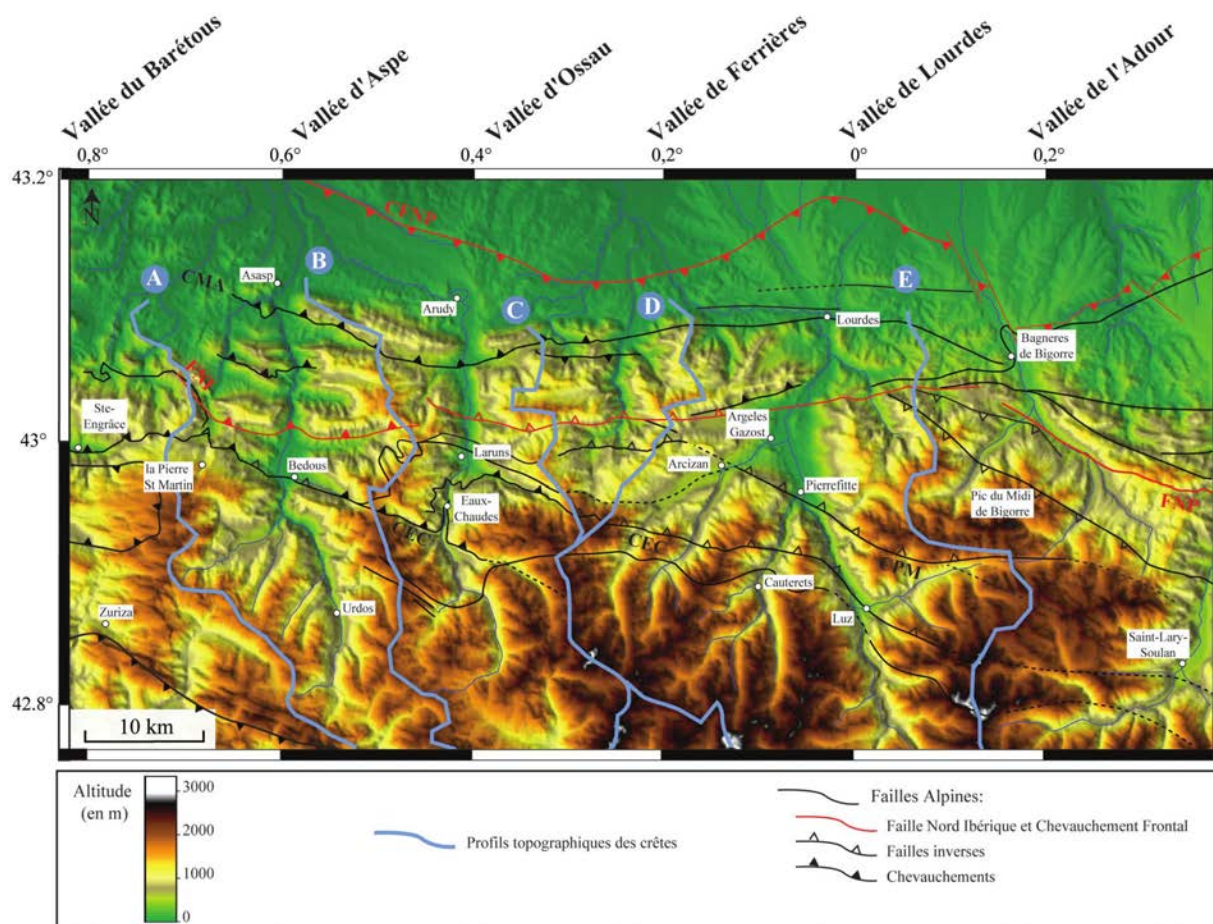 Vallée du Barétous
Vallée d'Aspe
Vallée d'Ossau
Vallée de Ferrières
Vallée de Lourdes
Vallée de l'Adour
0,8° 0,6° 0,4° 0,2° 0° 0,2°
43.2°
N
CFNP
A
B
CMA
Asasp
Arudy
C
D
E
Lourdes
Bagneres
de Bigorre
Ste-
Engrâce
43°
Argeles
Gazost
la Pierre
St Martin
Bedous
Laruns
Arcizan
Pierrefitte
Pic du Midi
de Bigorre
FNP
Eaux-
Chaudes
CEC
CEC
CPM
Cauterets
Zuriza
Urdos
Luz
Saint-Lary-
Soulan
42.8°
10 km
Altitude
(en m)
3000
2000
1000
0
Profils topographiques des crêtes
Failles Alpines:
Faille Nord Ibérique et Chevauchement Frontal
Failles inverses
Chevauchements